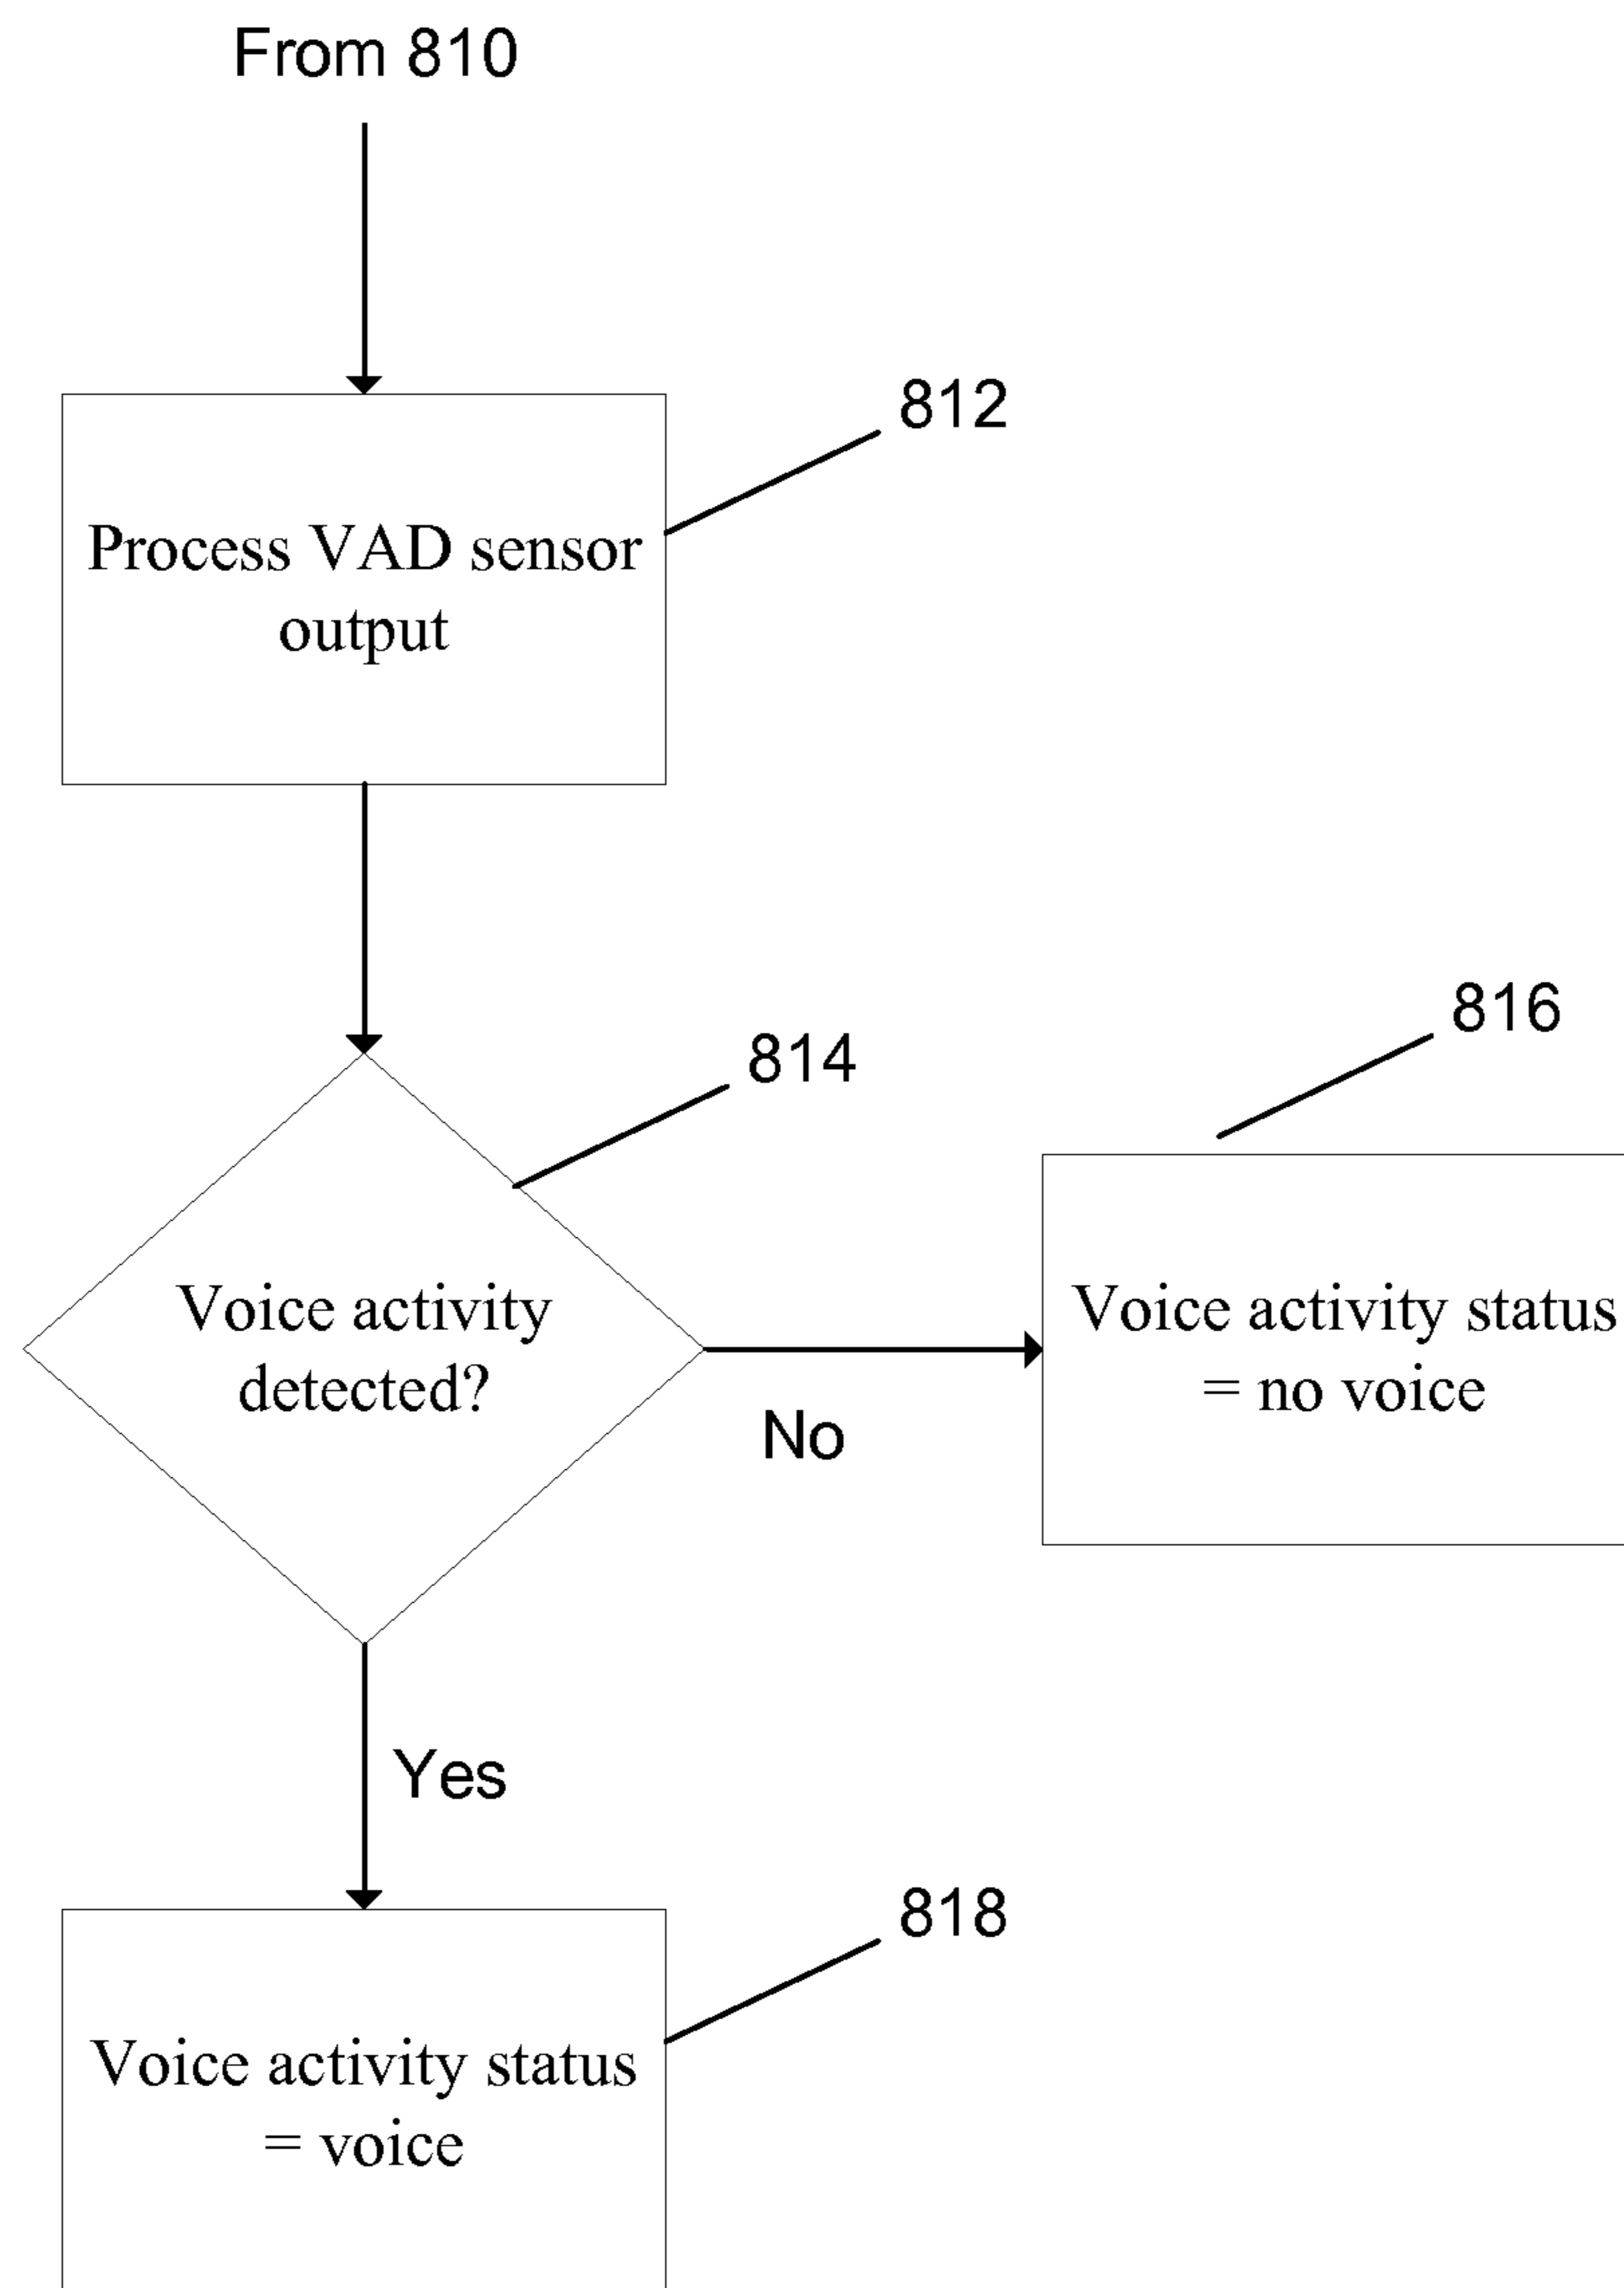 From 810
812
Process VAD sensor
output
814
816
Voice activity
detected?
Voice activity status
= no voice
No
Yes
818
Voice activity status
= voice